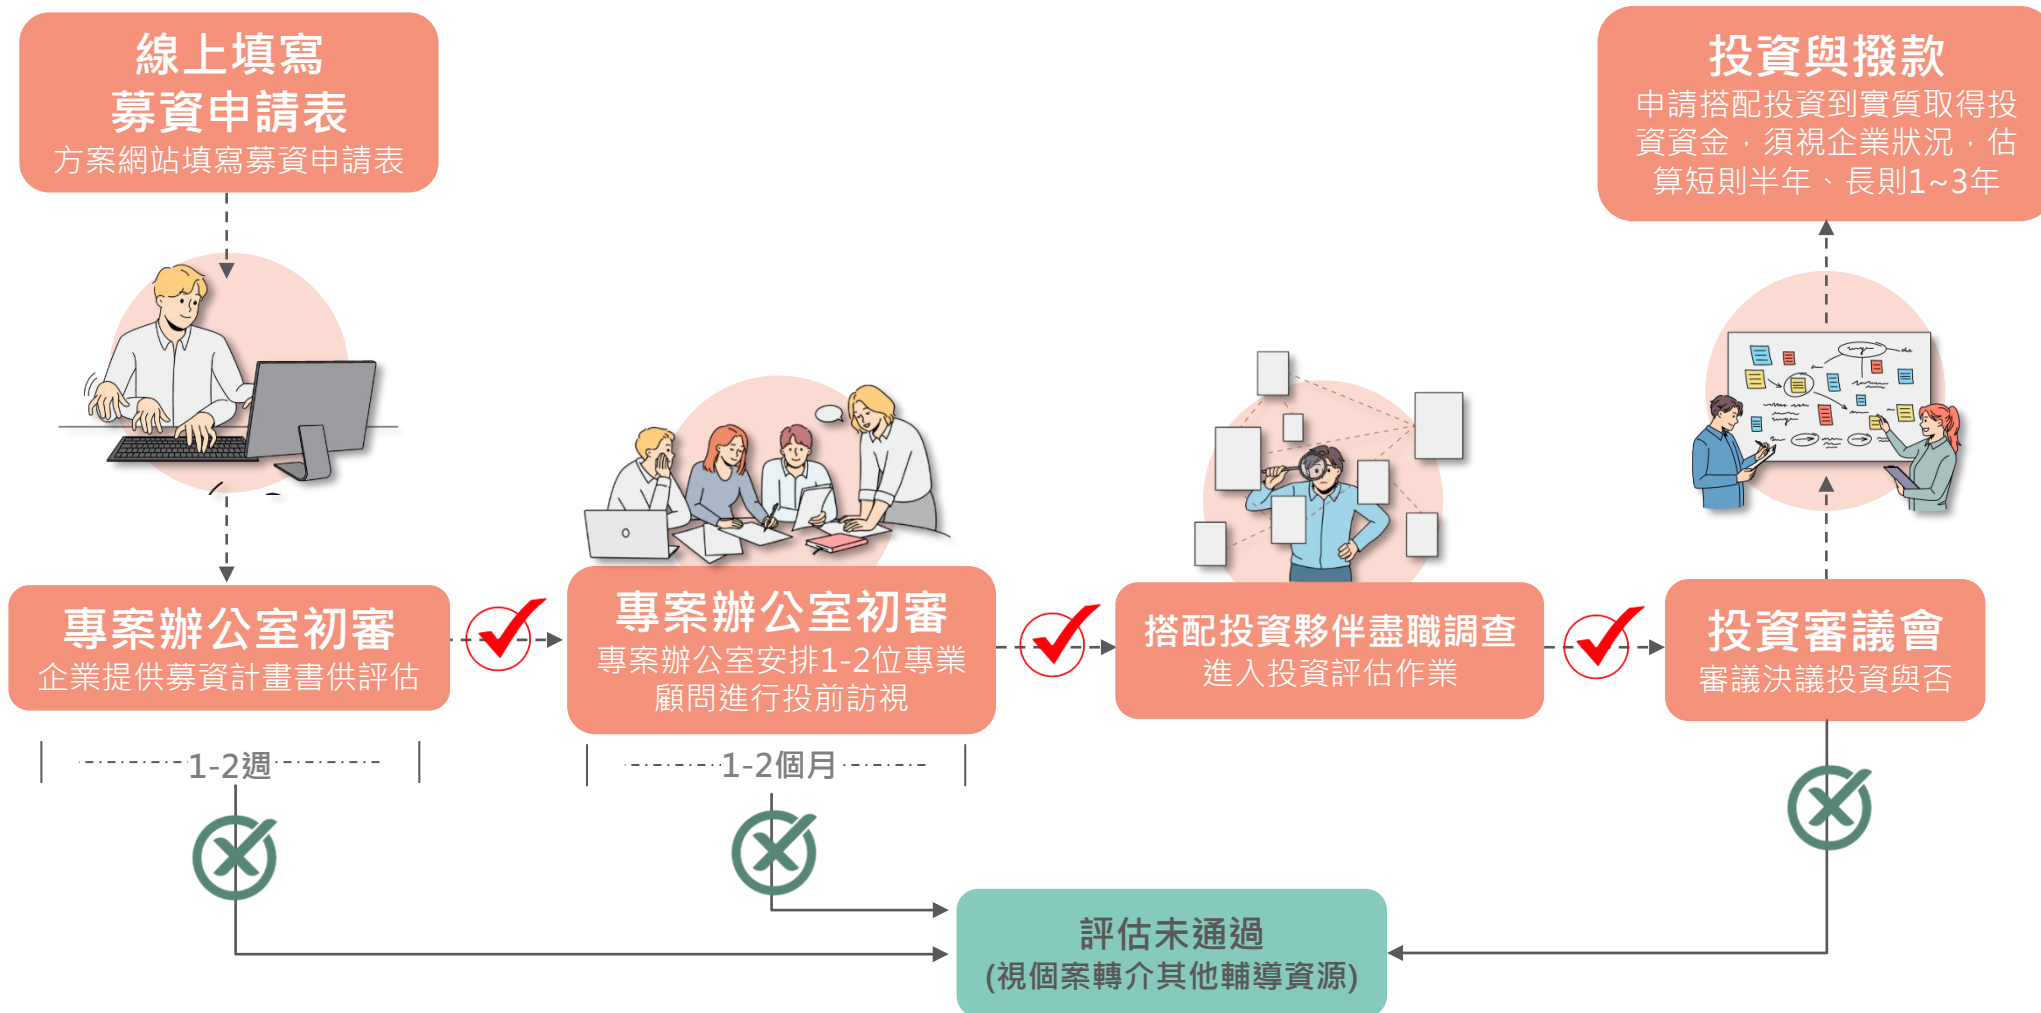 線上填寫
募資申請表
方案網站填寫募資申請表
投資與撥款
申請搭配投資到實質取得投
資資金，須視企業狀況，估
算短則半年、長則1~3年
專案辦公室初審
企業提供募資計畫書供評估
專案辦公室初審
專案辦公室安排1-2位專業
顧問進行投前訪視
搭配投資夥伴盡職調查
進入投資評估作業
投資審議會
審議決議投資與否
1-2週
1-2個月
評估未通過
(視個案轉介其他輔導資源)